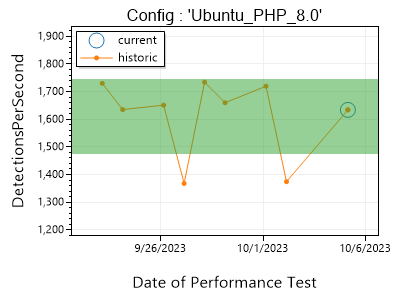 Config : 'Ubuntu_PHP_8.0'
current
historic
DetectionsPerSecond
1,900
1,800
1,700
1,600
1,500
1,400
1,300
1,200
9/26/2023
10/1/2023
10/6/2023
Date of Performance Test